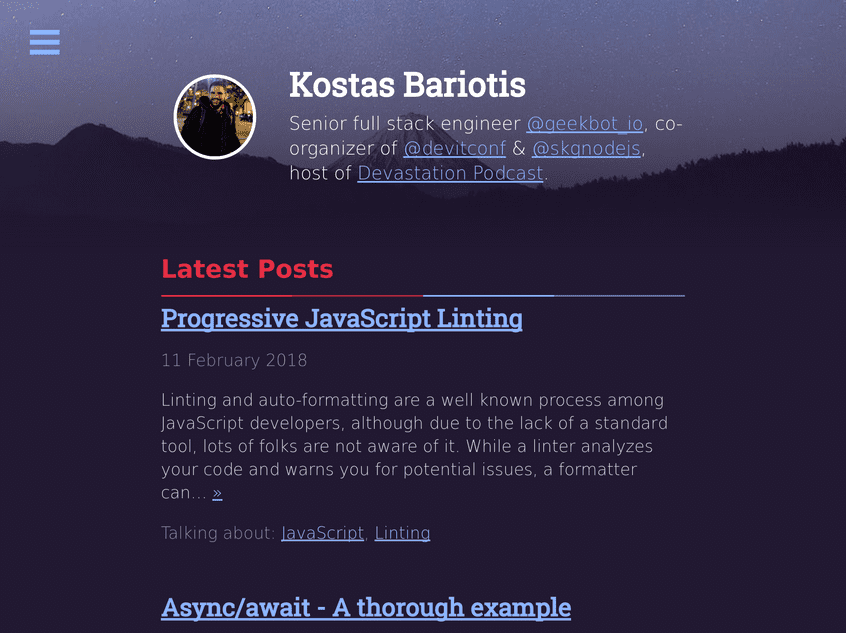 Kostas Bariotis
Senior full stack engineer @geekbot_io, co-
organizer of @devitconf & @skgnodejs,
host of Devastation Podcast.
Latest Posts
Progressive JavaScript Linting
11 February 2018
Linting and auto-formatting are a well known process among
JavaScript developers, although due to the lack of a standard
tool, lots of folks are not aware of it. While a linter analyzes
your code and warns you for potential issues, a formatter
can... »
Talking about: JavaScript, Linting
Async/await - A thorough example